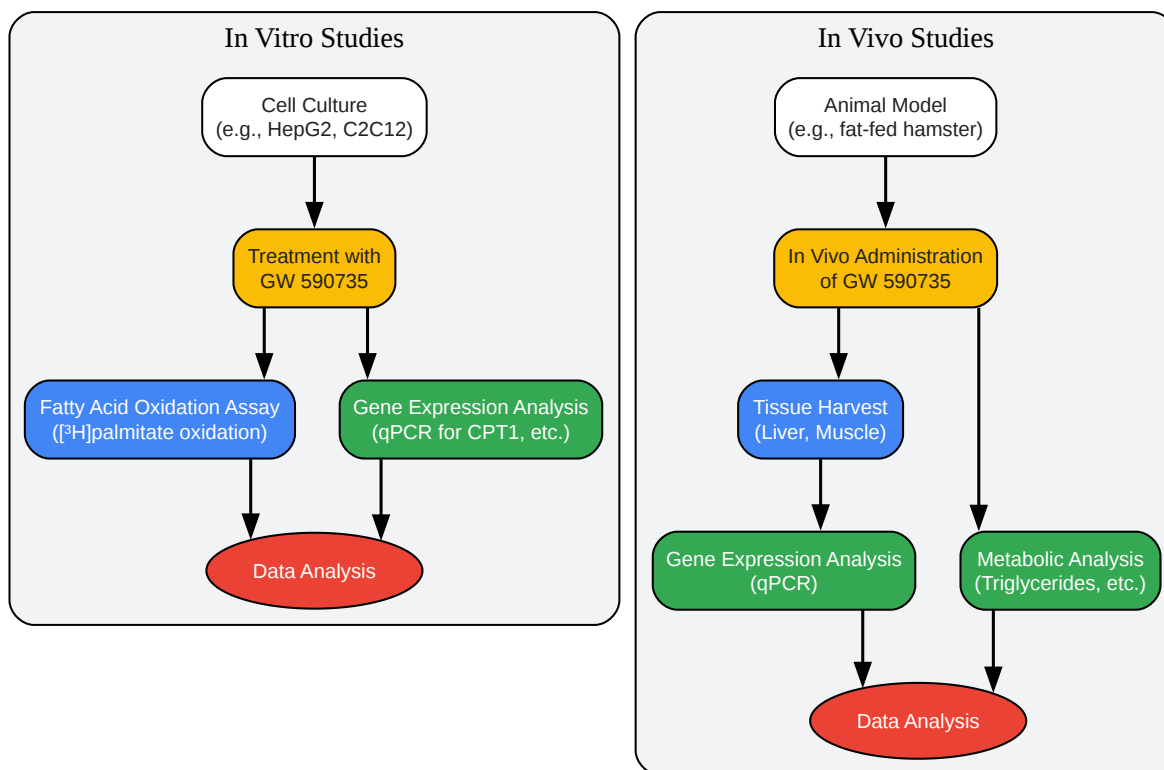 In Vitro Studies
Cell Culture
(e.g., HepG2, C2C12)
Treatment with
GW 590735
Fatty Acid Oxidation Assay
([³H]palmitate oxidation)
Gene Expression Analysis
(qPCR for CPT1, etc.)
Data Analysis
In Vivo Studies
Animal Model
(e.g., fat-fed hamster)
In Vivo Administration
of GW 590735
Tissue Harvest
(Liver, Muscle)
Gene Expression Analysis
(qPCR)
Metabolic Analysis
(Triglycerides, etc.)
Data Analysis